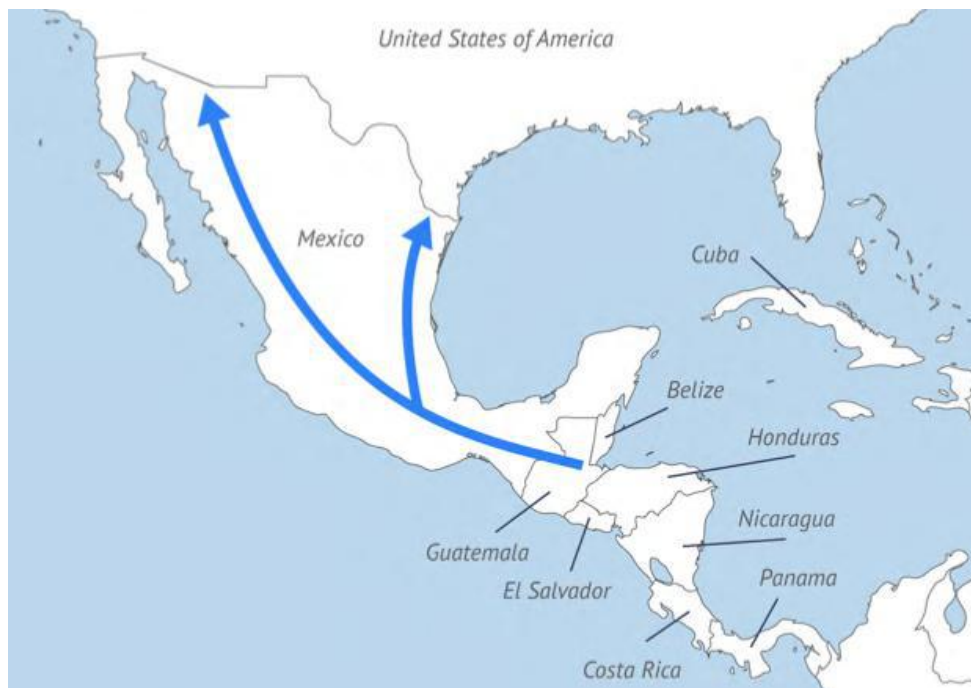 United States of America
Mexico
Cuba
Belize
Honduras
Nicaragua
Guatemala
El Salvador
Panama
Costa Rica